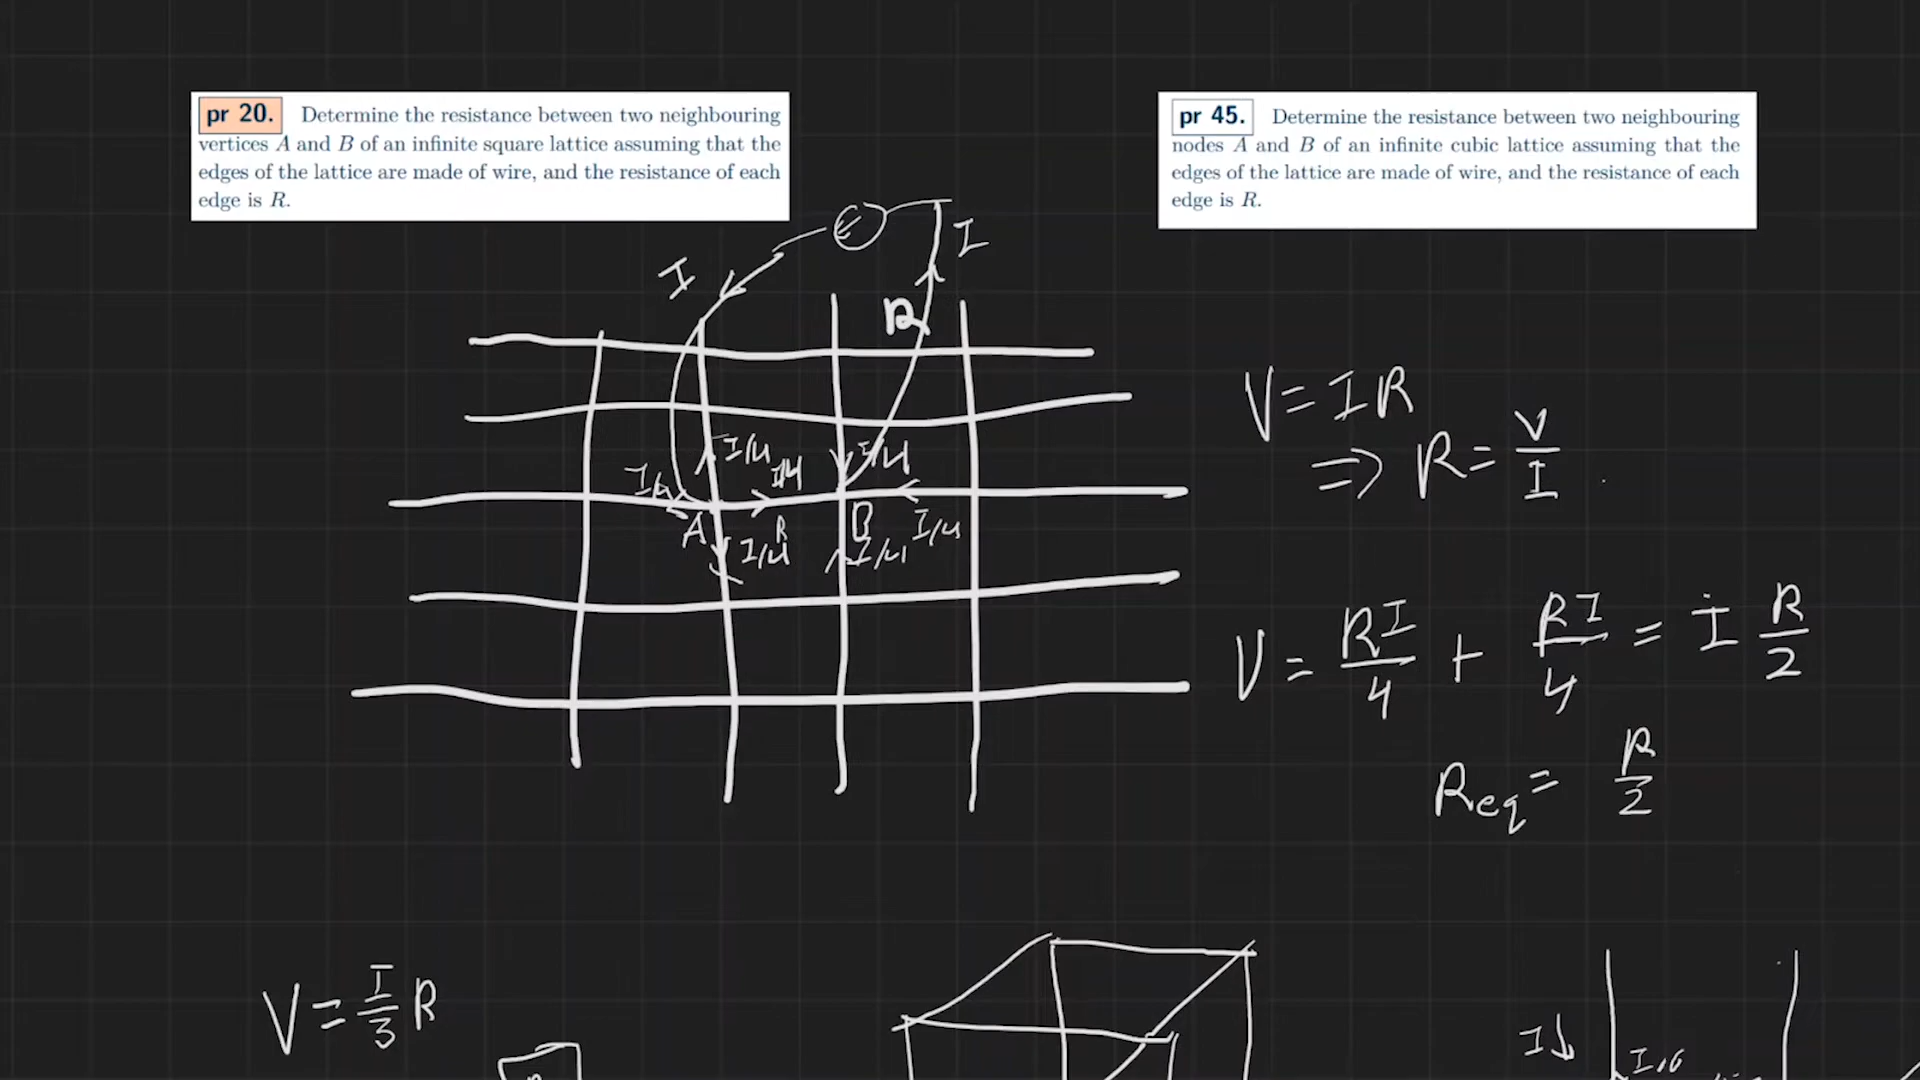 pr 20. Determine the resistance between two neighbouring
vertices A and B of an infinite square lattice assuming that the
edges of the lattice are made of wire, and the resistance of each
edge is R.
pr 45. Determine the resistance between two neighbouring
nodes A and B of an infinite cubic lattice assuming that the
edges of the lattice are made of wire, and the resistance of each
edge is R.
ε
I
I
R
V = IR
⇒ R = V/I
I/4
I/4
I/4
I/4
A
R
I/4
B
I/4
I/4
V = RI/4 + RI/4 = I R/2
Req = R/2
V = I/3 R
I↓
I/6